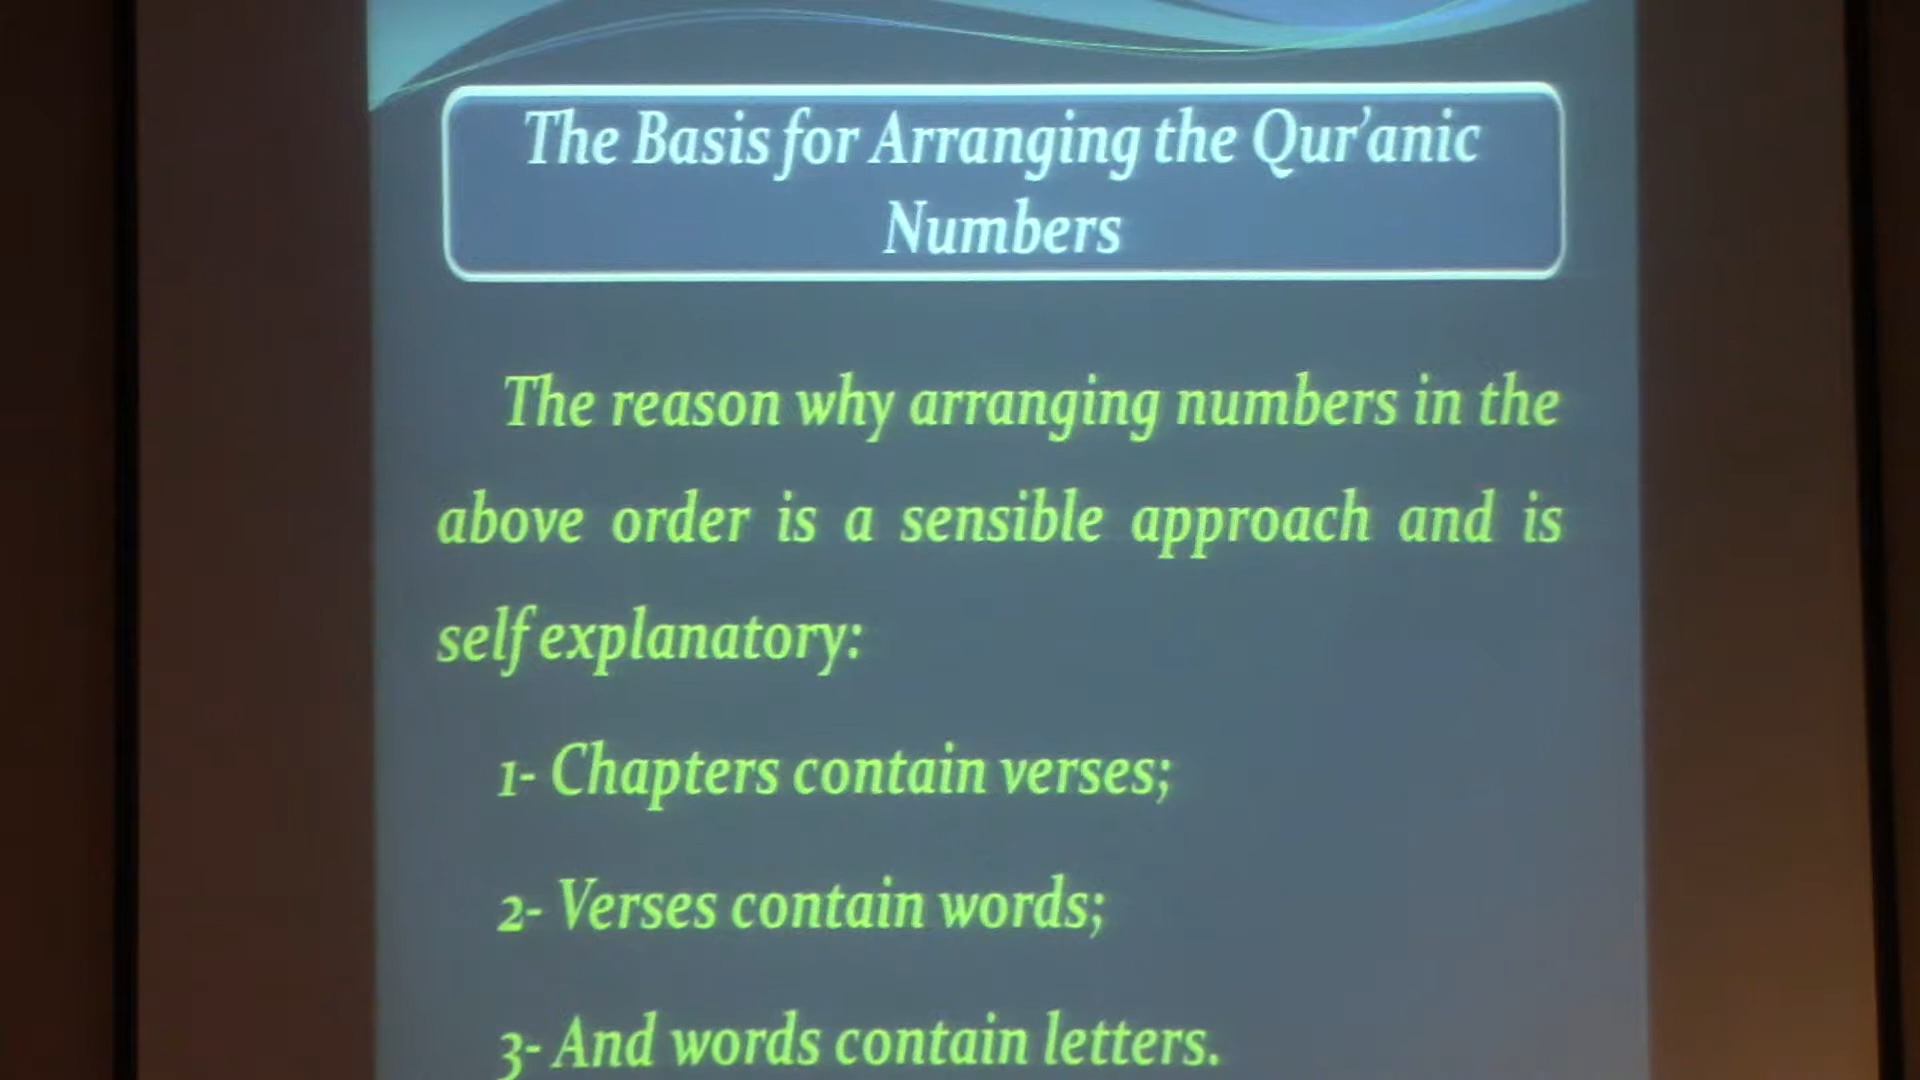 The Basis for Arranging the Qur'anic
Numbers
The reason why arranging numbers in the
above order is a sensible approach and is
self explanatory:
1- Chapters contain verses;
2- Verses contain words;
3- And words contain letters.